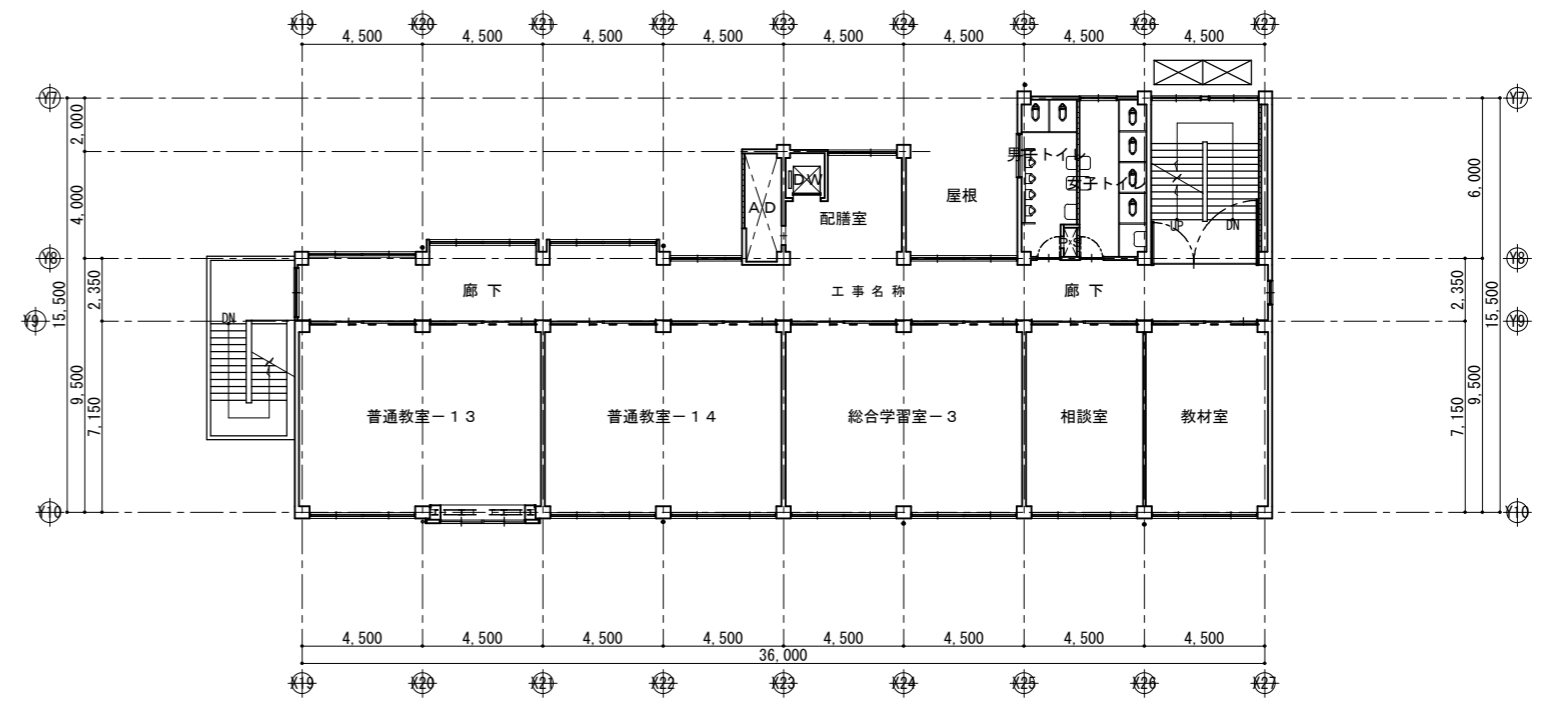 X19 X20 X21 X22 X23 X24 X25 X26 X27
4,500 4,500 4,500 4,500 4,500 4,500 4,500 4,500
Y7 Y7
2,000
男子トイレ
女子トイレ
6,000
4,000
DW
AD
配膳室
屋根
UP DN
PS
Y8 Y8
15,500
2,350
廊 下
工 事 名 称
廊 下
2,350
15,500
Y9 Y9
DN
9,500
7,150
普通教室－１３
普通教室－１４
総合学習室－３
相談室
教材室
7,150
9,500
Y10 Y10
4,500 4,500 4,500 4,500 4,500 4,500 4,500 4,500
36,000
X19 X20 X21 X22 X23 X24 X25 X26 X27